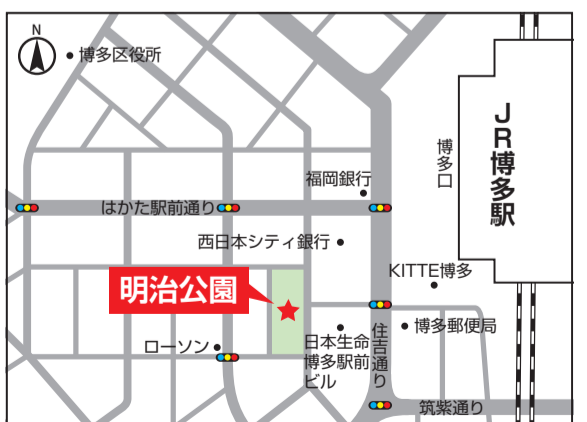 N
博多区役所
JR博多駅
博多口
福岡銀行
はかた駅前通り
西日本シティ銀行
KITTE博多
明治公園
博多郵便局
住吉通り
日本生命
博多駅前
ビル
ローソン
筑紫通り